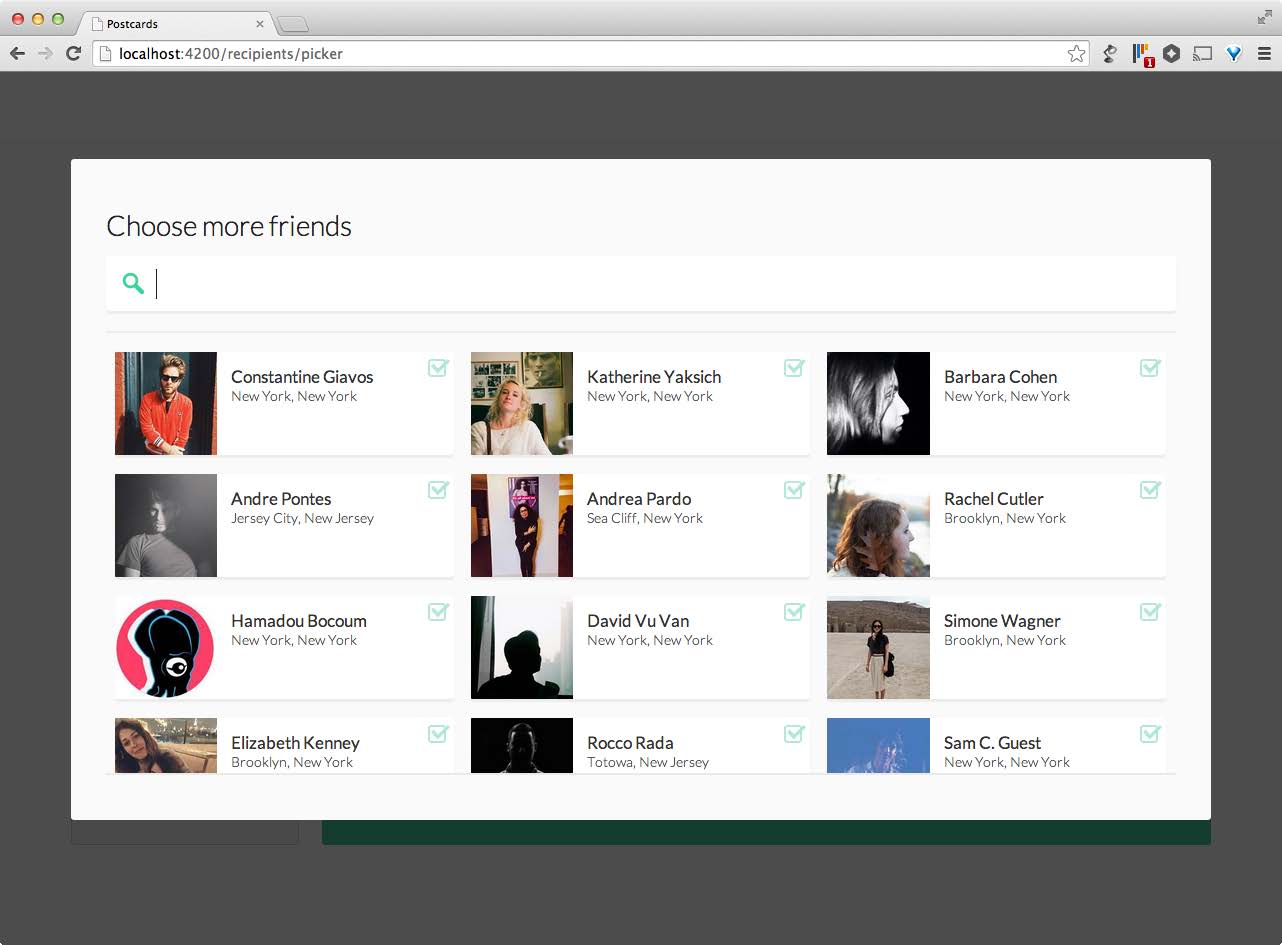 Postcards
localhost:4200/recipients/picker
1
Choose more friends
Constantine Giavos
New York, New York
Katherine Yaksich
New York, New York
Barbara Cohen
New York, New York
Andre Pontes
Jersey City, New Jersey
Andrea Pardo
Sea Cliff, New York
Rachel Cutler
Brooklyn, New York
Hamadou Bocoum
New York, New York
David Vu Van
New York, New York
Simone Wagner
Brooklyn, New York
Elizabeth Kenney
Brooklyn, New York
Rocco Rada
Totowa, New Jersey
Sam C. Guest
New York, New York